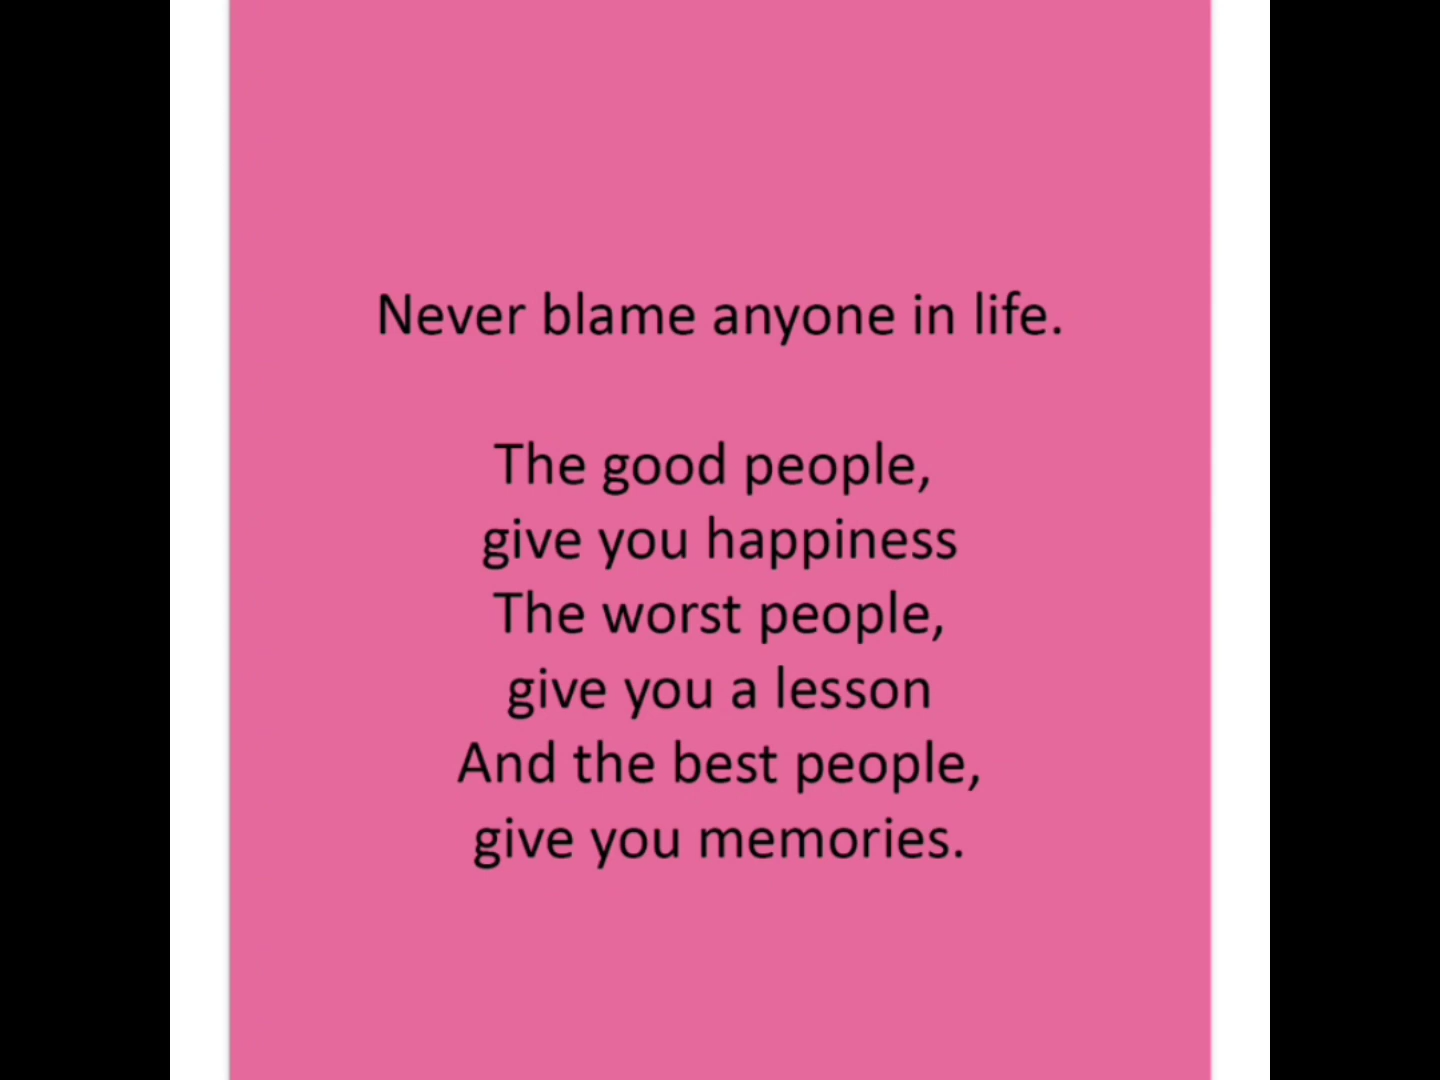 Never blame anyone in life.
The good people,
give you happiness
The worst people,
give you a lesson
And the best people,
give you memories.